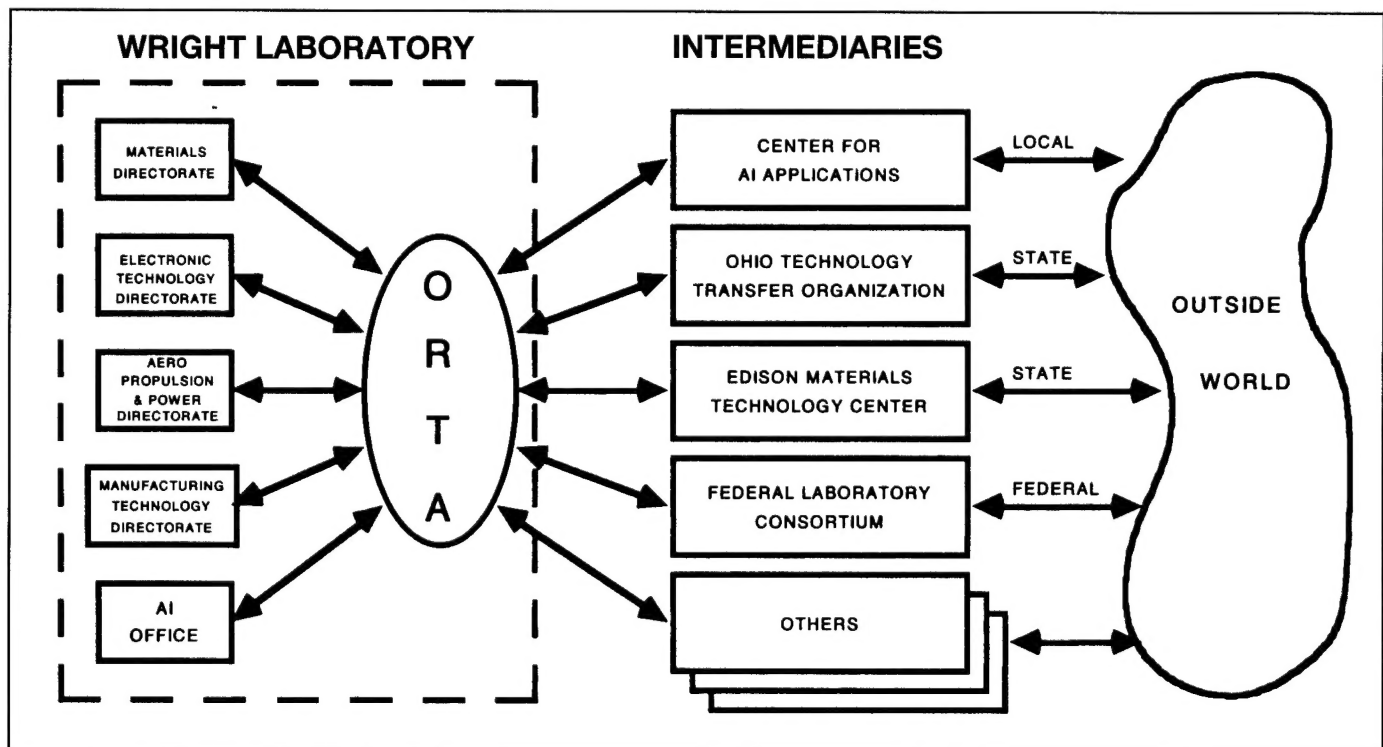 WRIGHT LABORATORY
INTERMEDIARIES
MATERIALS
DIRECTORATE
ELECTRONIC
TECHNOLOGY
DIRECTORATE
AERO
PROPULSION
& POWER
DIRECTORATE
MANUFACTURING
TECHNOLOGY
DIRECTORATE
AI
OFFICE
O
R
T
A
CENTER FOR
AI APPLICATIONS
OHIO TECHNOLOGY
TRANSFER ORGANIZATION
EDISON MATERIALS
TECHNOLOGY CENTER
FEDERAL LABORATORY
CONSORTIUM
OTHERS
LOCAL
STATE
STATE
FEDERAL
OUTSIDE
WORLD